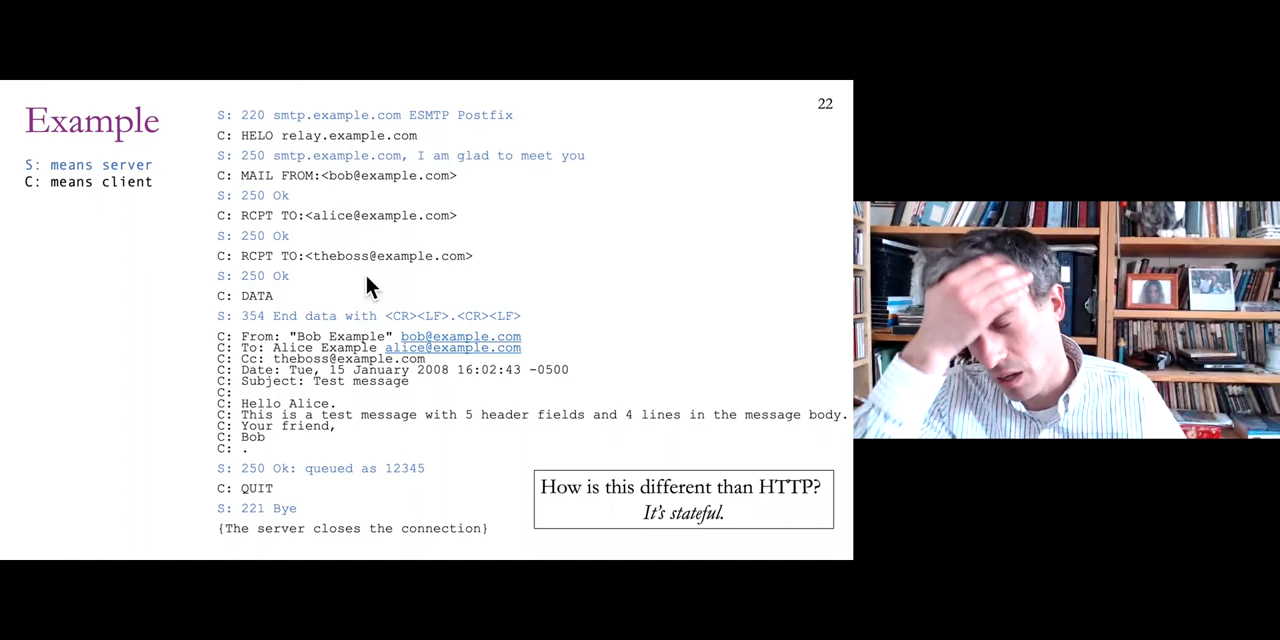 22
Example
S: means server
C: means client
S: 220 smtp.example.com ESMTP Postfix
C: HELO relay.example.com
S: 250 smtp.example.com, I am glad to meet you
C: MAIL FROM:<bob@example.com>
S: 250 Ok
C: RCPT TO:<alice@example.com>
S: 250 Ok
C: RCPT TO:<theboss@example.com>
S: 250 Ok
C: DATA
S: 354 End data with <CR><LF>.<CR><LF>
C: From: "Bob Example" bob@example.com
C: To: Alice Example alice@example.com
C: Cc: theboss@example.com
C: Date: Tue, 15 January 2008 16:02:43 -0500
C: Subject: Test message
C:
C: Hello Alice.
C: This is a test message with 5 header fields and 4 lines in the message body.
C: Your friend,
C: Bob
C: .
S: 250 Ok: queued as 12345
C: QUIT
S: 221 Bye
{The server closes the connection}
How is this different than HTTP?
It's stateful.